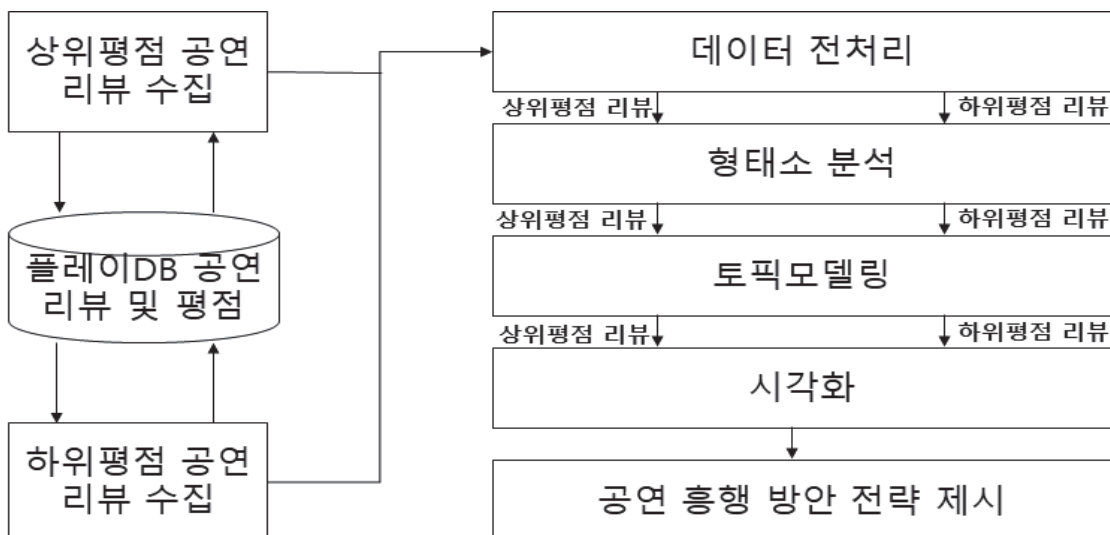 상위평점 공연
리뷰 수집
플레이DB 공연
리뷰 및 평점
하위평점 공연
리뷰 수집
데이터 전처리
상위평점 리뷰 하위평점 리뷰
형태소 분석
상위평점 리뷰 하위평점 리뷰
토픽모델링
상위평점 리뷰 하위평점 리뷰
시각화
공연 흥행 방안 전략 제시